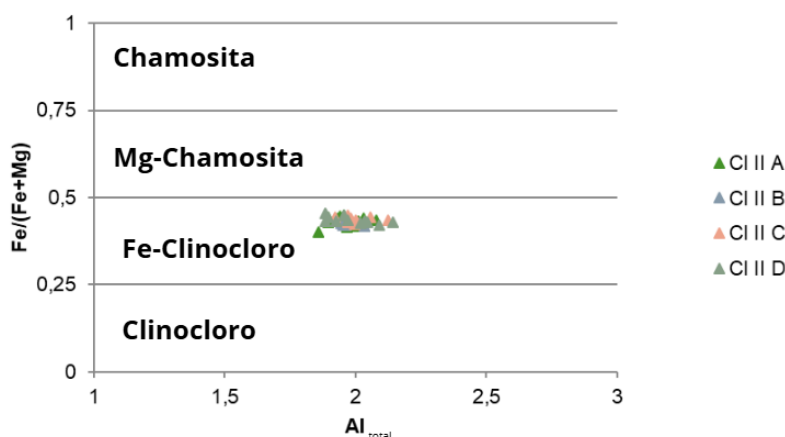 1
Chamosita
0,75
Mg-Chamosita
0,5
Fe-Clinocloro
0,25
Clinocloro
0
1
1,5
2
2,5
3
Fe/(Fe+Mg)
Al total
Cl II A
Cl II B
Cl II C
Cl II D